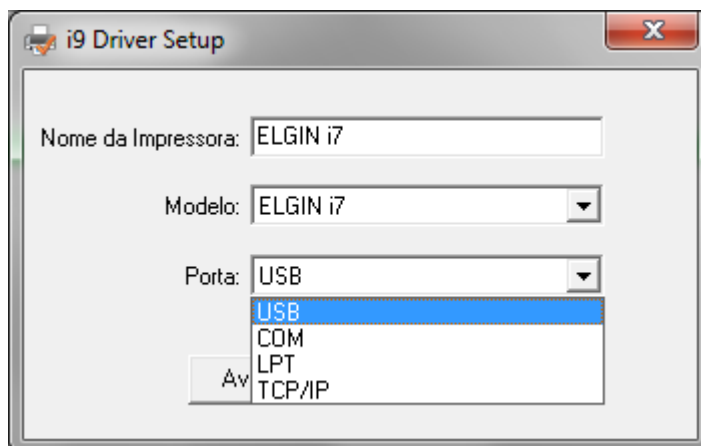 i9 Driver Setup
Nome da Impressora: ELGIN i7
Modelo: ELGIN i7
Porta: USB
USB
COM
LPT
TCP/IP